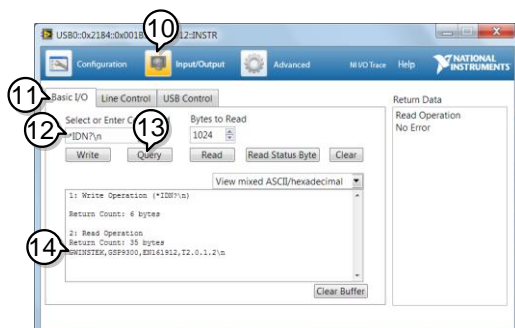 10
USB0::0x2184::0x001 12::INSTR
Configuration Input/Output Advanced NI I/O Trace Help NATIONAL INSTRUMENTS
11
Basic I/O Line Control USB Control
Return Data
12
13
Select or Enter C
Bytes to Read
Read Operation
No Error
*IDN?\n
1024
Write Query Read Read Status Byte Clear
View mixed ASCII/hexadecimal
1: Write Operation (*IDN?\n)
Return Count: 6 bytes
2: Read Operation
Return Count: 35 bytes
14
GWINSTEK,GSP9300,EN161912,T2.0.1.2\n
Clear Buffer